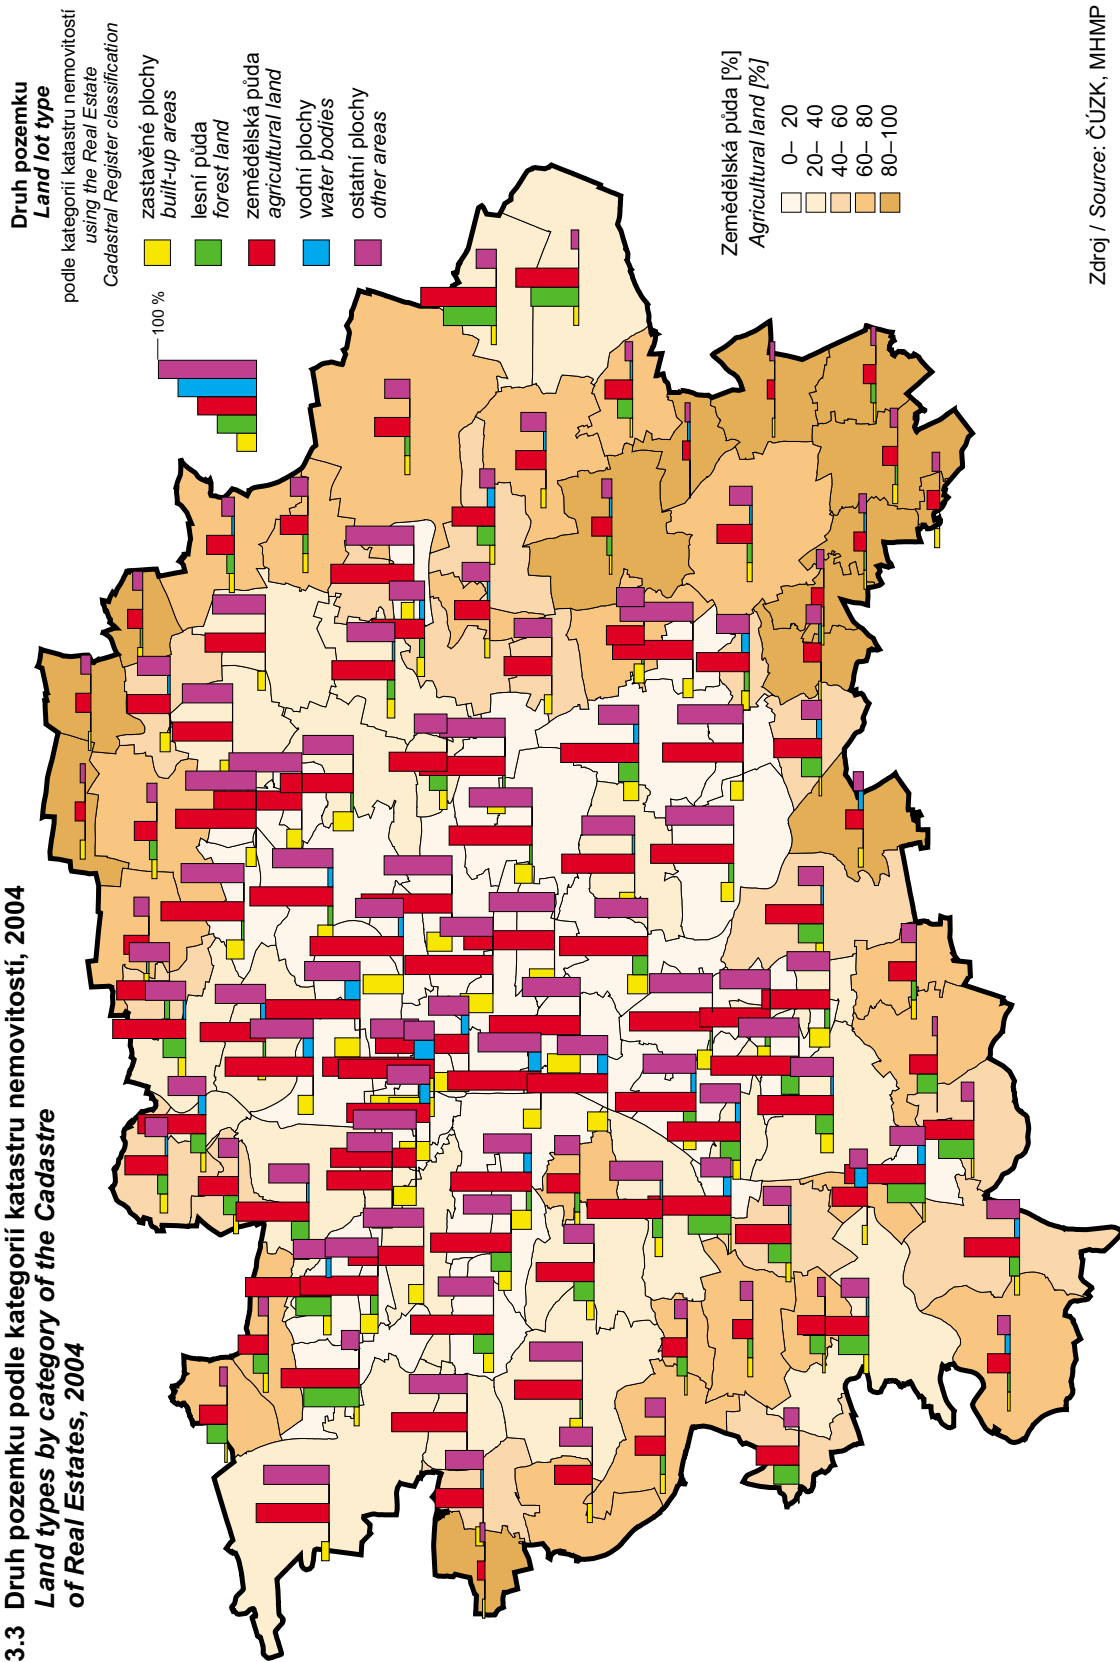 3.3 Druh pozemku podle kategorií katastru nemovitostí, 2004
Land types by category of the Cadastre
of Real Estates, 2004
Druh pozemku
Land lot type
podle kategorií katastru nemovitostí
using the Real Estate
Cadastral Register classification
100 %
zastavěné plochy
built-up areas
lesní půda
forest land
zemědělská půda
agricultural land
vodní plochy
water bodies
ostatní plochy
other areas
Zemědělská půda [%]
Agricultural land [%]
0– 20
20– 40
40– 60
60– 80
80–100
Zdroj / Source: ČÚZK, MHMP